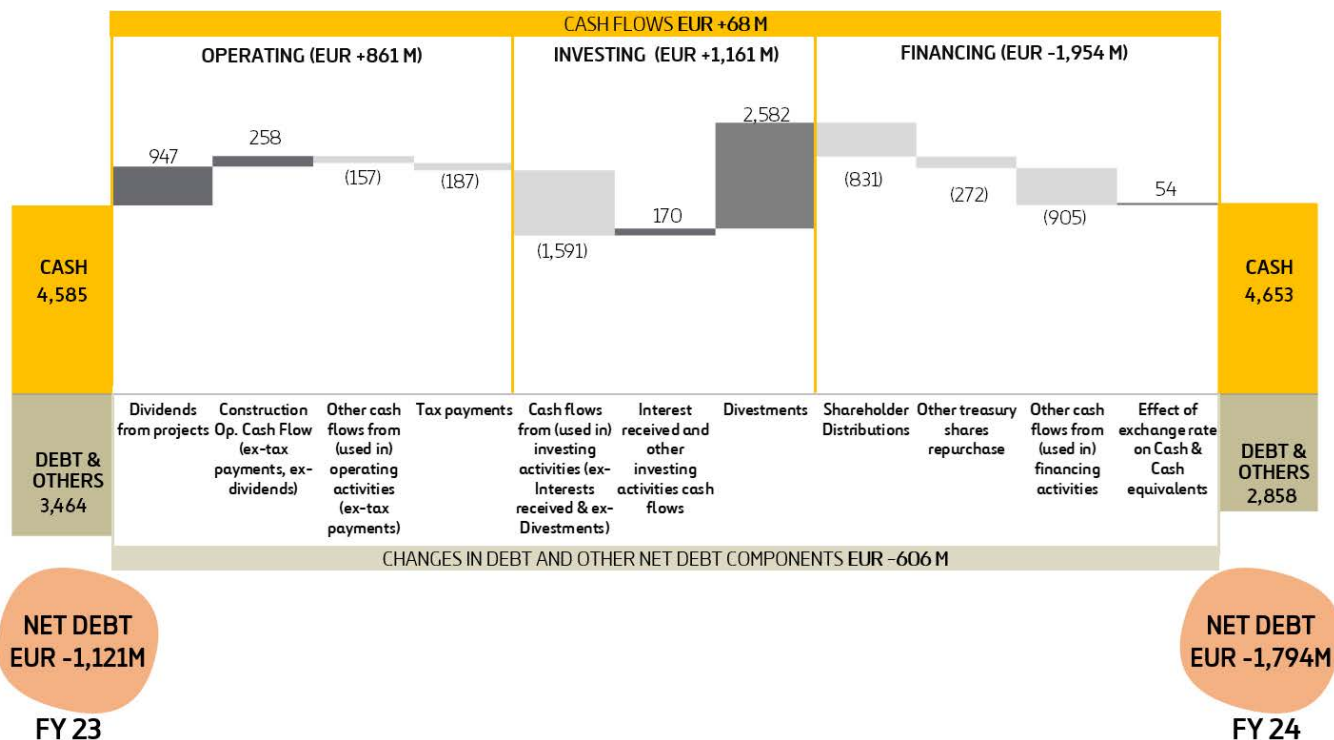 CASH FLOWS EUR +68 M
OPERATING (EUR +861 M)
INVESTING (EUR +1,161 M)
FINANCING (EUR -1,954 M)
947
258
(157)
(187)
(1,591)
170
2,582
(831)
(272)
(905)
54
CASH
4,585
CASH
4,653
DEBT &
OTHERS
3,464
Dividends
from projects
Construction
Op. Cash Flow
(ex-tax
payments, ex-
dividends)
Other cash
flows from
(used in)
operating
activities
(ex-tax
payments)
Tax payments
Cash flows
from (used in)
investing
activities (ex-
Interests
received & ex-
Divestments)
Interest
received and
other
investing
activities cash
flows
Divestments
Shareholder
Distributions
Other treasury
shares
repurchase
Other cash
flows from
(used in)
financing
activities
Effect of
exchange rate
on Cash &
Cash
equivalents
DEBT &
OTHERS
2,858
CHANGES IN DEBT AND OTHER NET DEBT COMPONENTS EUR -606 M
NET DEBT
EUR -1,121M
FY 23
NET DEBT
EUR -1,794M
FY 24